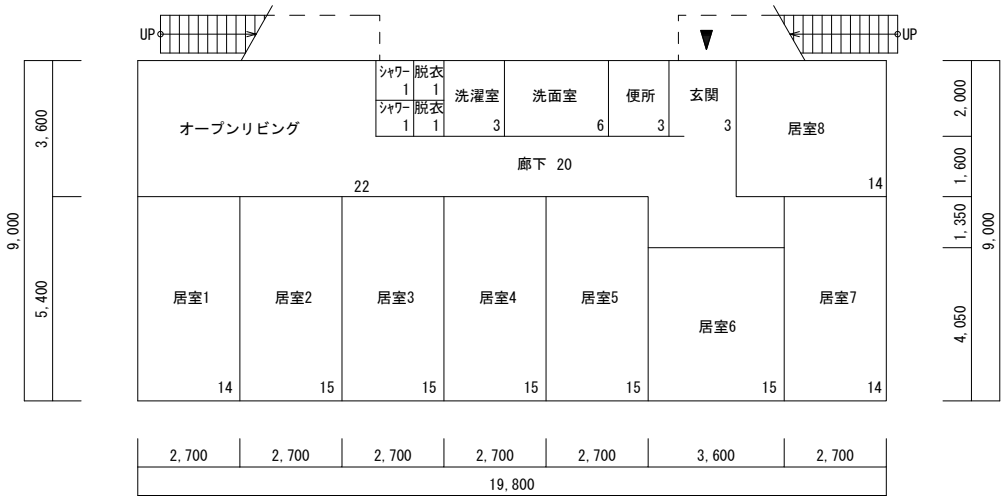 UP
UP
シャワー
1
脱衣
1
シャワー
1
脱衣
1
洗濯室
3
洗面室
6
便所
3
玄関
3
オープンリビング
22
廊下 20
居室8
14
居室1
14
居室2
15
居室3
15
居室4
15
居室5
15
居室6
15
居室7
14
3,600
5,400
9,000
2,000
1,600
1,350
4,050
9,000
2,700
2,700
2,700
2,700
2,700
3,600
2,700
19,800